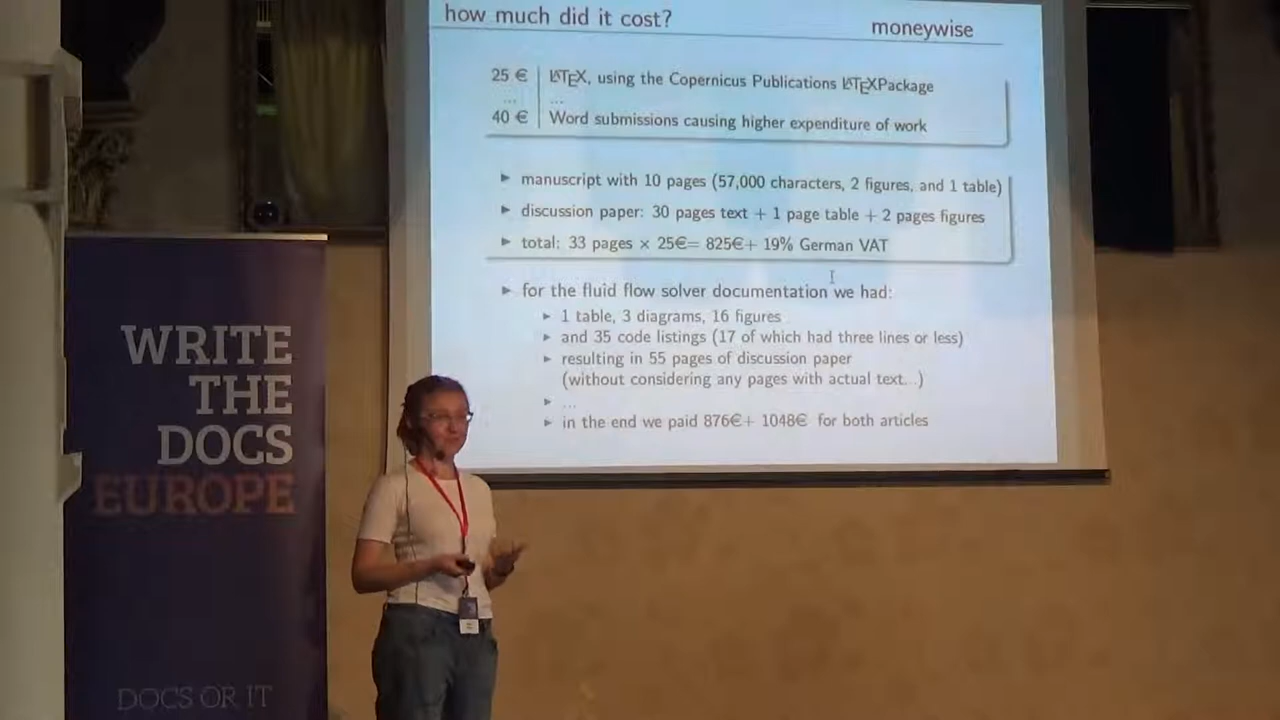 how much did it cost?
moneywise
25 € | LATEX, using the Copernicus Publications LATEXPackage
... | ...
40 € | Word submissions causing higher expenditure of work
▶ manuscript with 10 pages (57,000 characters, 2 figures, and 1 table)
▶ discussion paper: 30 pages text + 1 page table + 2 pages figures
▶ total: 33 pages × 25€= 825€+ 19% German VAT
▶ for the fluid flow solver documentation we had:
▶ 1 table, 3 diagrams, 16 figures
▶ and 35 code listings (17 of which had three lines or less)
▶ resulting in 55 pages of discussion paper
(without considering any pages with actual text...)
▶ ...
▶ in the end we paid 876€+ 1048€ for both articles
WRITE
THE
DOCS
EUROPE
DOCS OR IT